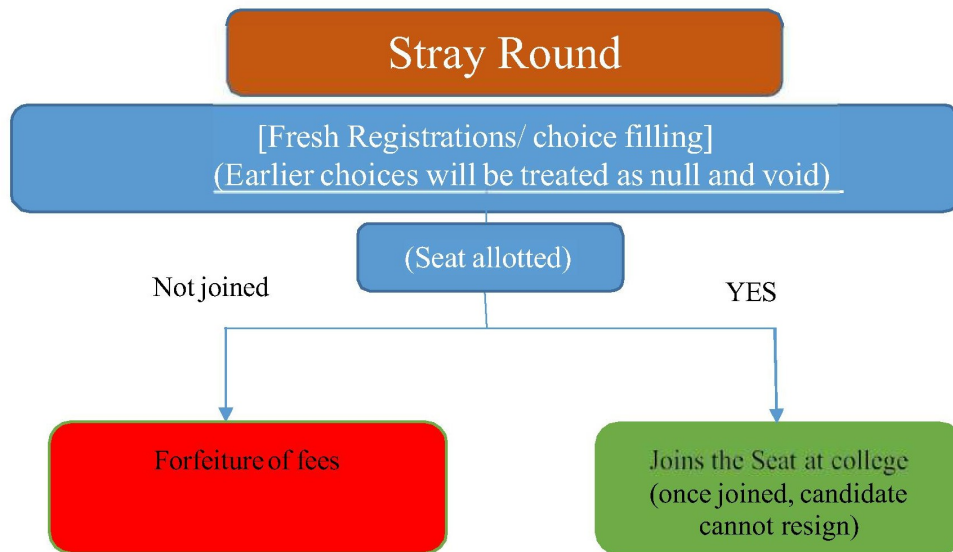 Stray Round
[Fresh Registrations/ choice filling]
(Earlier choices will be treated as null and void)
(Seat allotted)
Not joined
YES
Forfeiture of fees
Joins the Seat at college
(once joined, candidate
cannot resign)